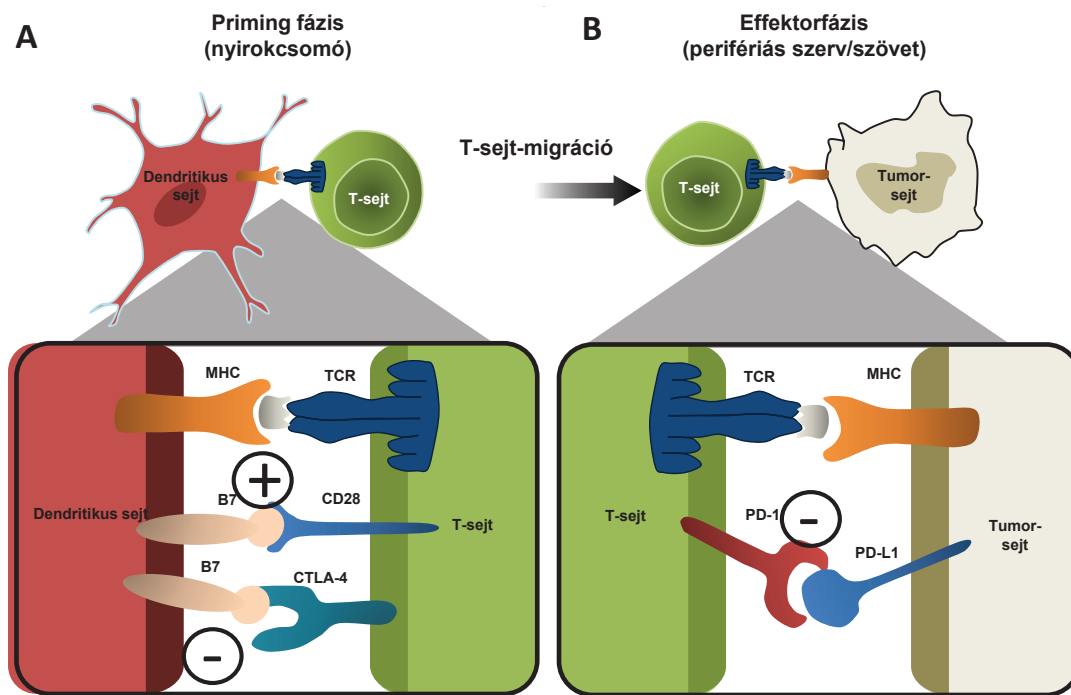 A
Priming fázis
(nyirokcsomó)
Dendritikus
sejt
T-sejt
T-sejt-migráció
B
Effektorfázis
(perifériás szerv/szövet)
T-sejt
Tumor-
sejt
MHC
TCR
+
B7
CD28
Dendritikus sejt
T-sejt
B7
CTLA-4
-
TCR
MHC
T-sejt
PD-1
-
PD-L1
Tumor-
sejt